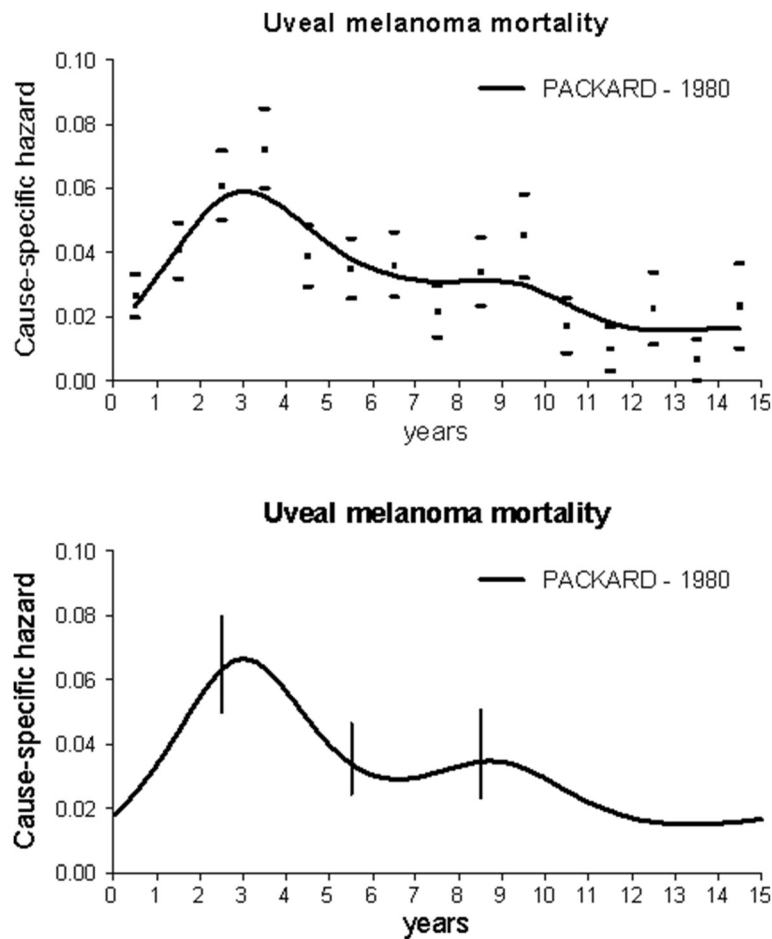 Uveal melanoma mortality
0.10
PACKARD - 1980
0.08
0.06
0.04
0.02
0.00
Cause-specific hazard
0 1 2 3 4 5 6 7 8 9 10 11 12 13 14 15
years
Uveal melanoma mortality
0.10
PACKARD - 1980
0.08
0.06
0.04
0.02
0.00
Cause-specific hazard
0 1 2 3 4 5 6 7 8 9 10 11 12 13 14 15
years